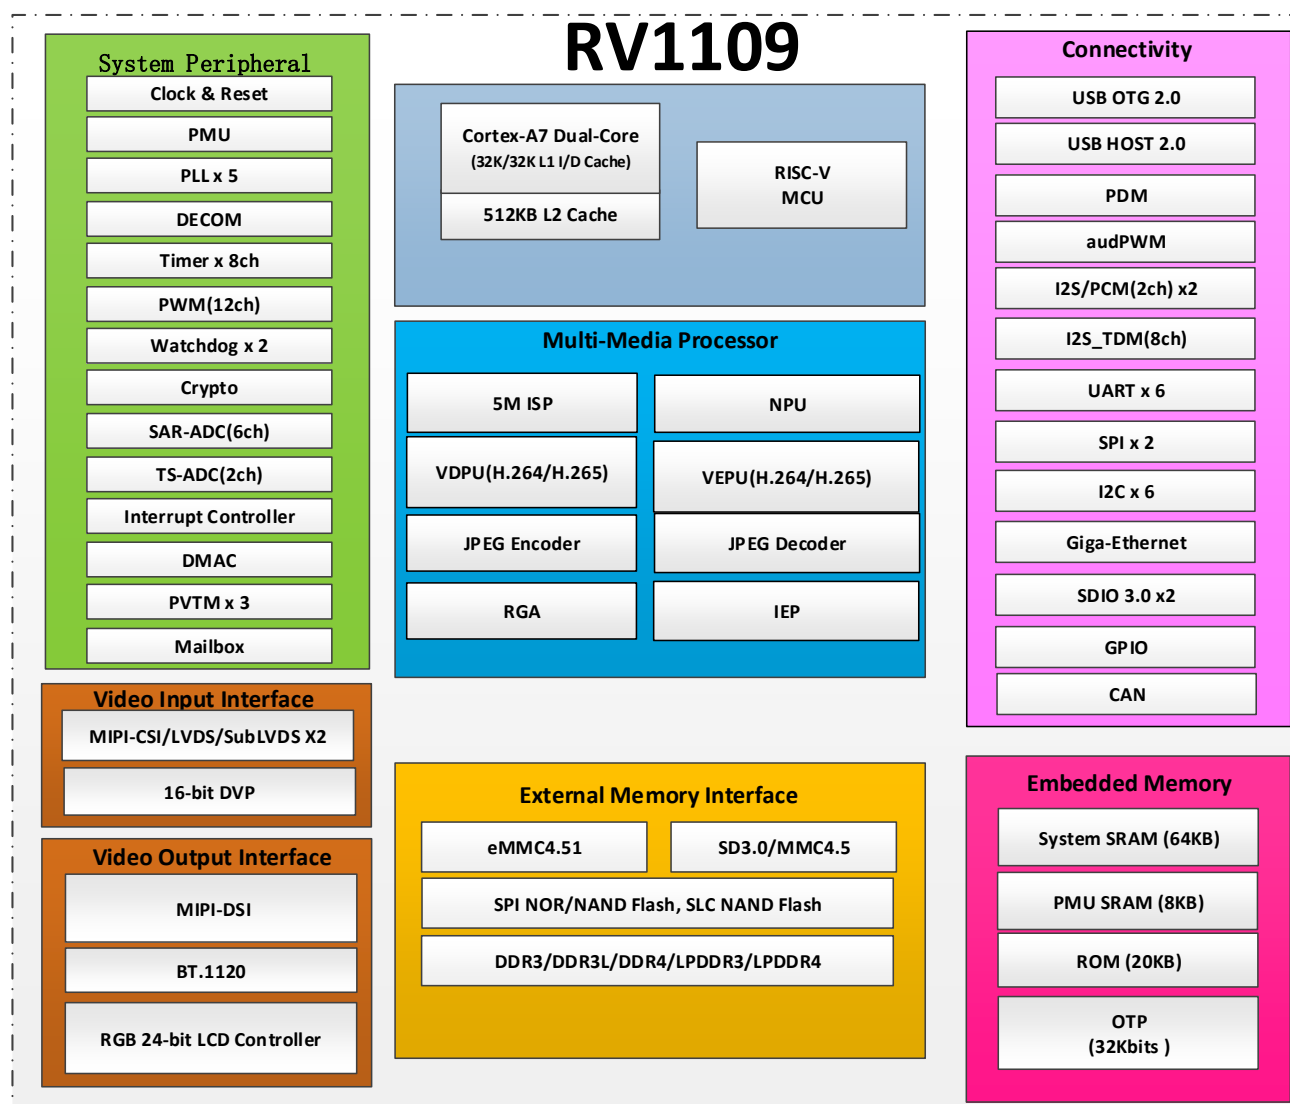 RV1109
System Peripheral
Clock & Reset
PMU
PLL x 5
DECOM
Timer x 8ch
PWM(12ch)
Watchdog x 2
Crypto
SAR-ADC(6ch)
TS-ADC(2ch)
Interrupt Controller
DMAC
PVTM x 3
Mailbox
Video Input Interface
MIPI-CSI/LVDS/SubLVDS X2
16-bit DVP
Video Output Interface
MIPI-DSI
BT.1120
RGB 24-bit LCD Controller
Cortex-A7 Dual-Core
(32K/32K L1 I/D Cache)
512KB L2 Cache
RISC-V
MCU
Multi-Media Processor
5M ISP
NPU
VDPU(H.264/H.265)
VEPU(H.264/H.265)
JPEG Encoder
JPEG Decoder
RGA
IEP
External Memory Interface
eMMC4.51
SD3.0/MMC4.5
SPI NOR/NAND Flash, SLC NAND Flash
DDR3/DDR3L/DDR4/LPDDR3/LPDDR4
Connectivity
USB OTG 2.0
USB HOST 2.0
PDM
audPWM
I2S/PCM(2ch) x2
I2S_TDM(8ch)
UART x 6
SPI x 2
I2C x 6
Giga-Ethernet
SDIO 3.0 x2
GPIO
CAN
Embedded Memory
System SRAM (64KB)
PMU SRAM (8KB)
ROM (20KB)
OTP
(32Kbits )